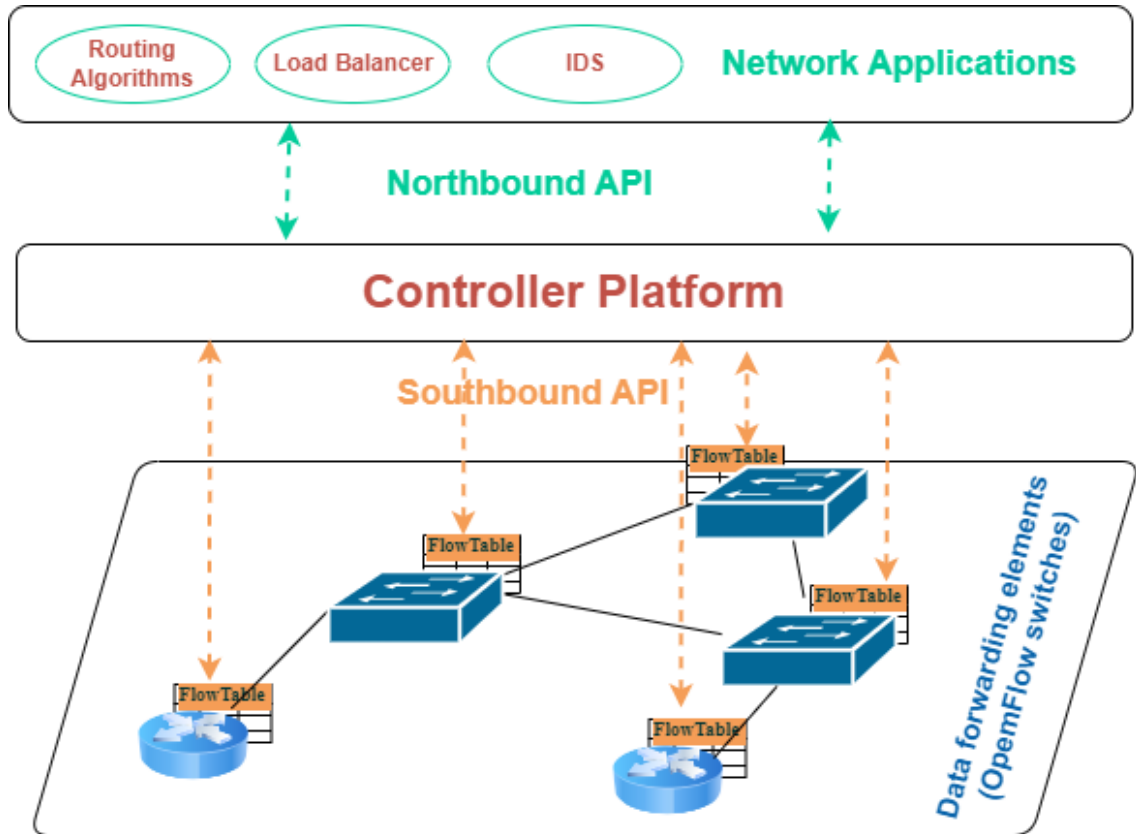 Routing
Algorithms
Load Balancer
IDS
Network Applications
Northbound API
Controller Platform
Southbound API
FlowTable
FlowTable
FlowTable
FlowTable
FlowTable
Data forwarding elements
(OpemFlow switches)